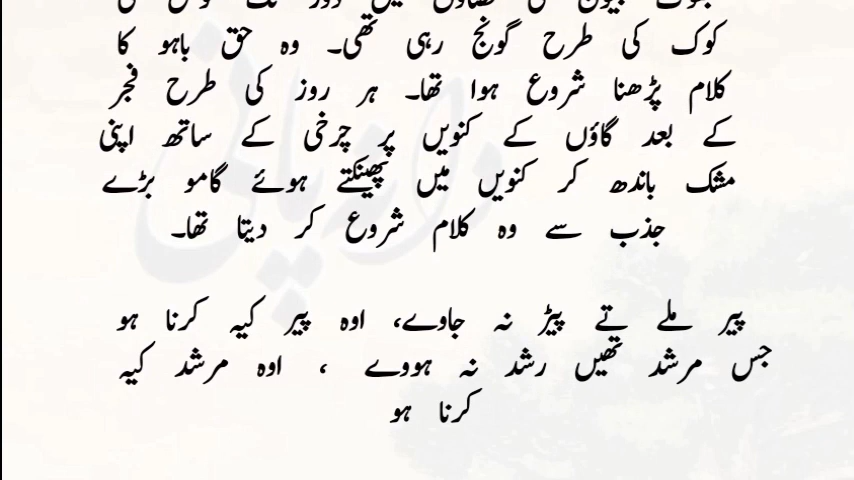 کوک کی طرح گونج رہی تھی۔ وہ حق باہو کا
کلام پڑھنا شروع ہوا تھا۔ ہر روز کی طرح فجر
کے بعد گاؤں کے کنویں پر چرخی کے ساتھ اپنی
مشک باندھ کر کنویں میں پھینکتے ہوئے گامو بڑے
جذب سے وہ کلام شروع کر دیتا تھا۔
پیر ملے تے پیڑ نہ جاوے، اوہ پیر کیہ کرنا ہو
جس مرشد تھیں رشد نہ ہووے ، اوہ مرشد کیہ
کرنا ہو